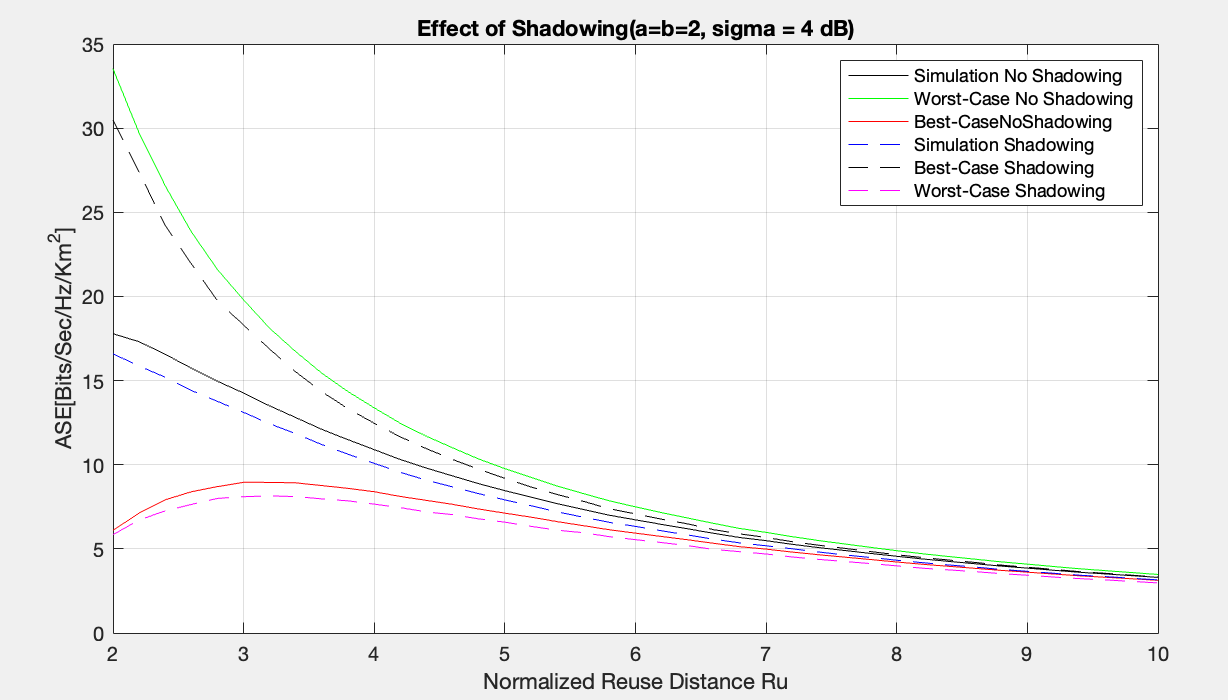 Effect of Shadowing(a=b=2, sigma = 4 dB)
35
30
25
20
15
10
5
0
ASE[Bits/Sec/Hz/Km²]
Simulation No Shadowing
Worst-Case No Shadowing
Best-CaseNoShadowing
Simulation Shadowing
Best-Case Shadowing
Worst-Case Shadowing
2 3 4 5 6 7 8 9 10
Normalized Reuse Distance Ru